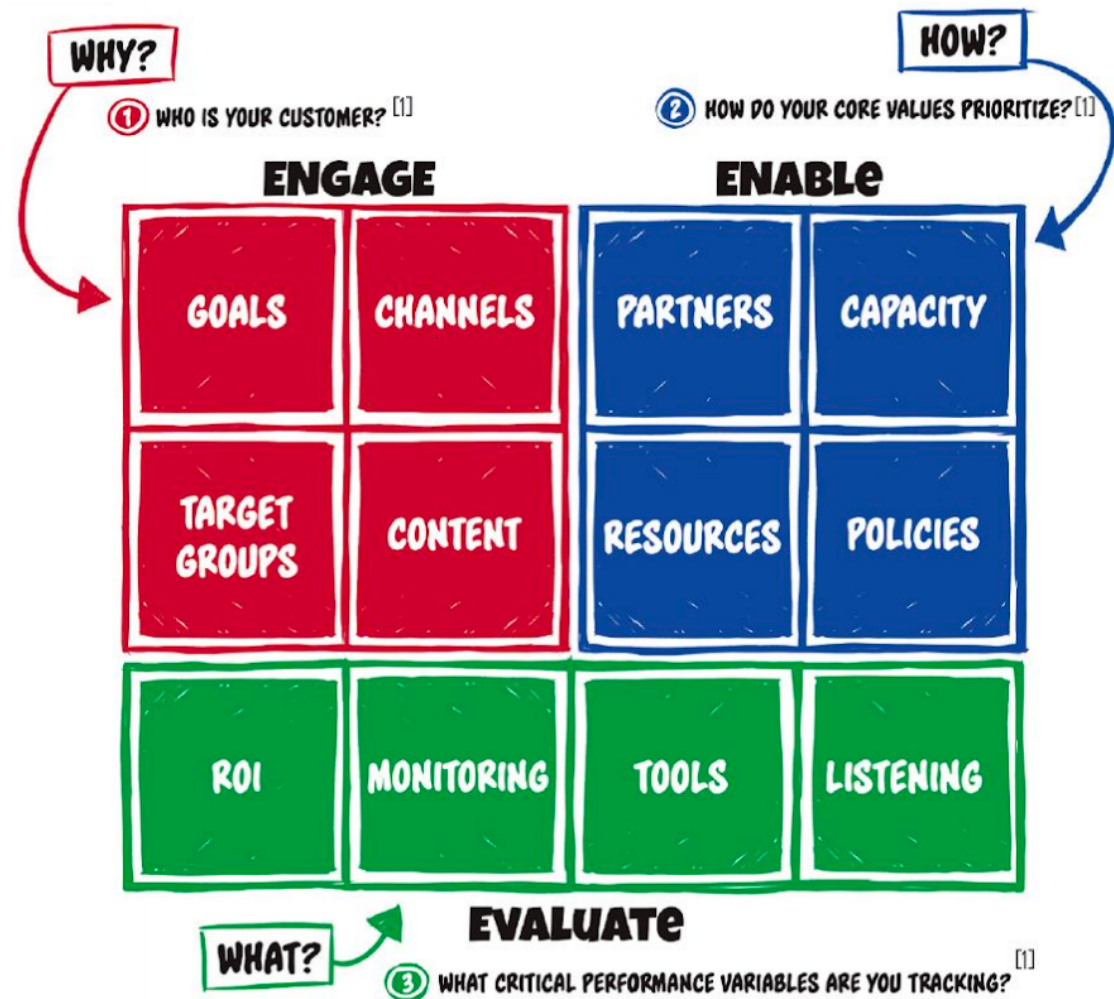 WHY?
HOW?
1 WHO IS YOUR CUSTOMER? [1]
2 HOW DO YOUR CORE VALUES PRIORITIZE? [1]
ENGAGE
ENABLe
GOALS
CHANNELS
PARTNERS
CAPACITY
TARGET
GROUPS
CONTENT
RESOURCES
POLICIES
ROI
MONITORING
TOOLS
LISTENING
EVALUATe
WHAT?
3 WHAT CRITICAL PERFORMANCE VARIABLES ARE YOU TRACKING? [1]